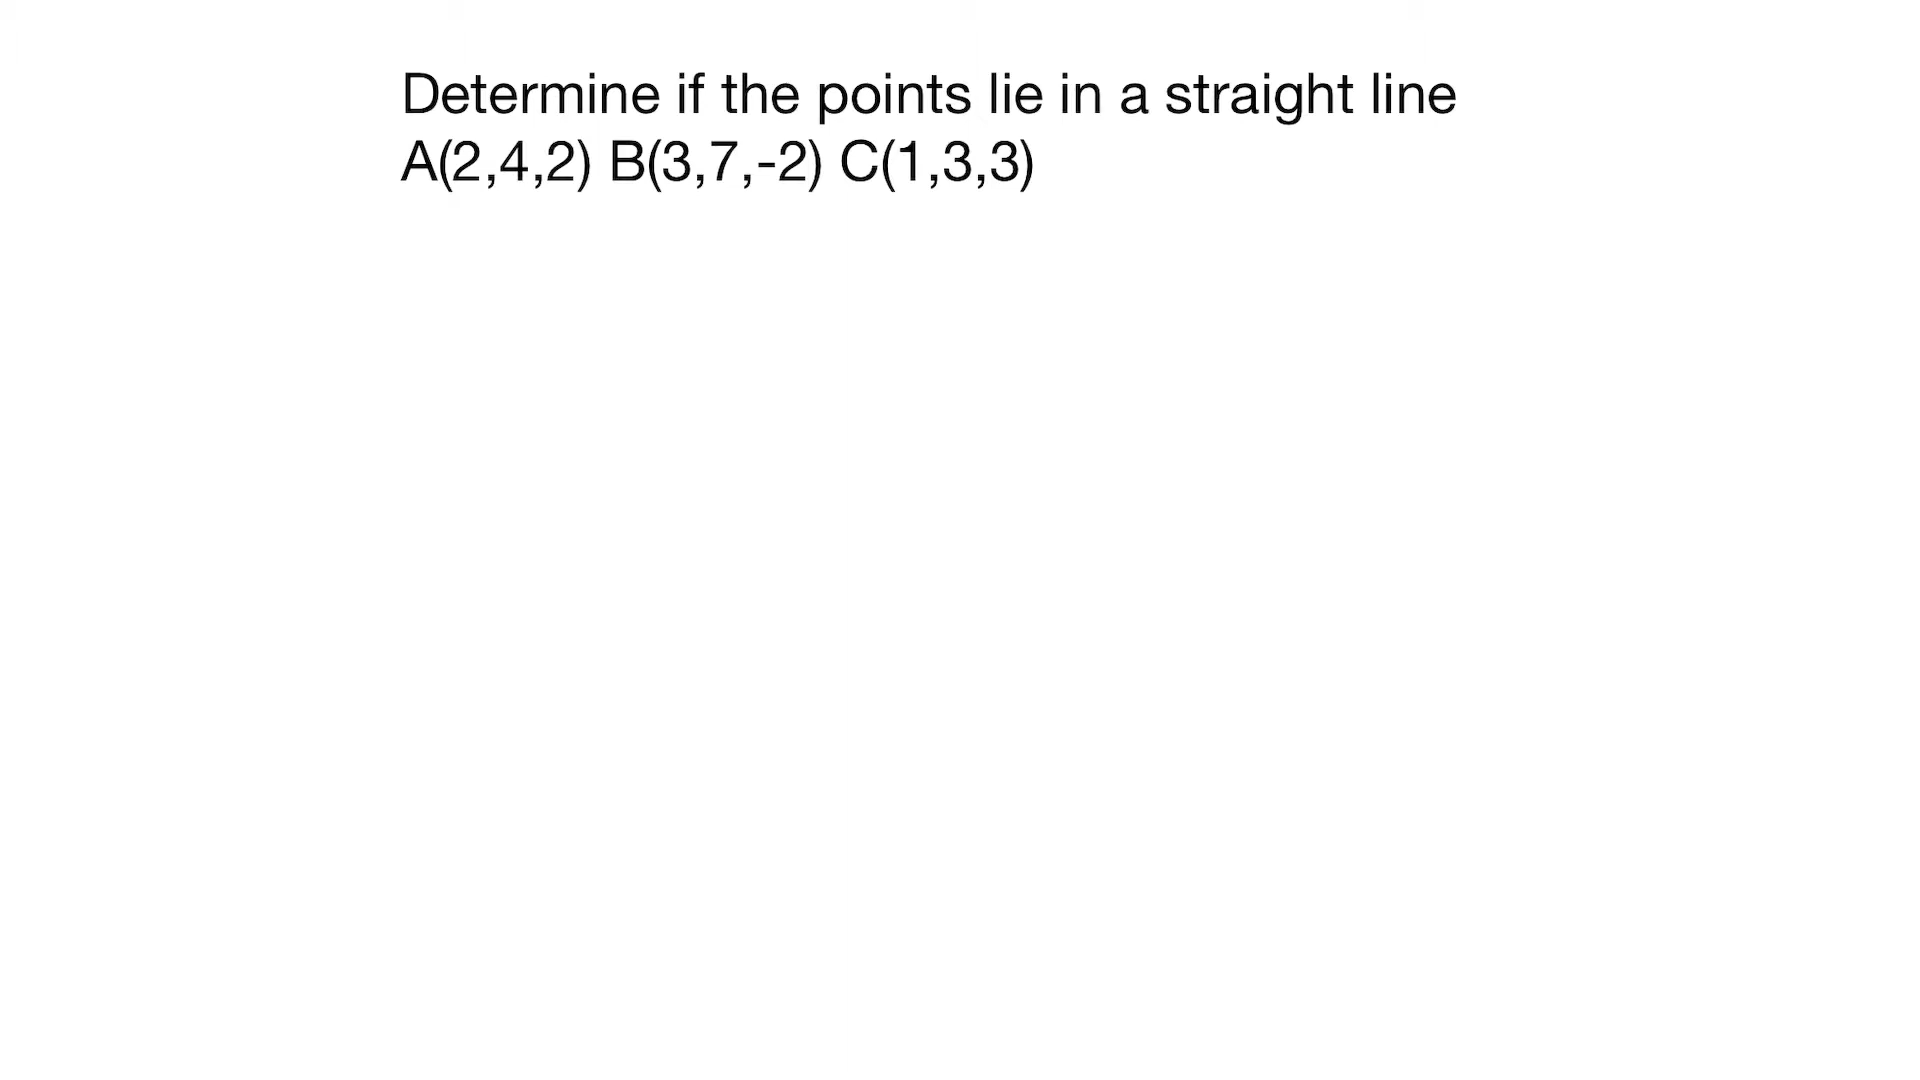 Determine if the points lie in a straight line
A(2,4,2) B(3,7,-2) C(1,3,3)